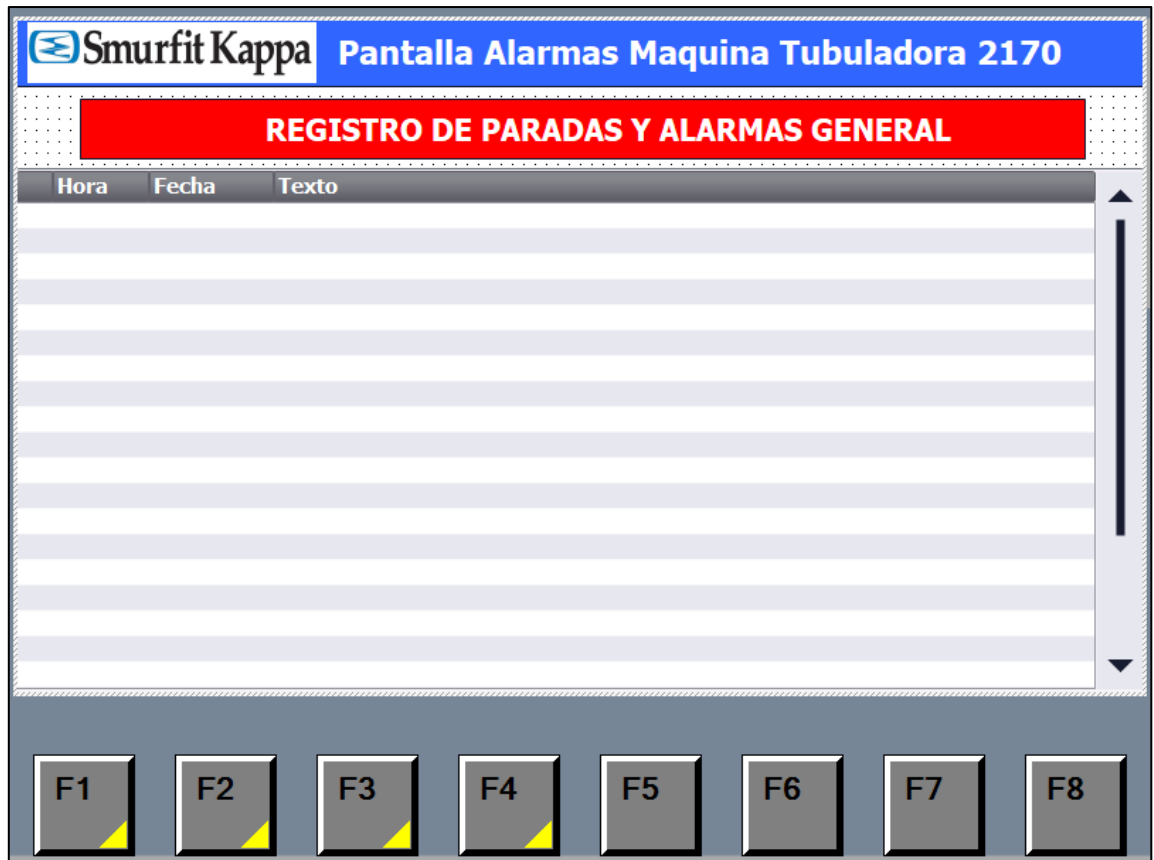 Smurfit Kappa Pantalla Alarmas Maquina Tubuladora 2170
REGISTRO DE PARADAS Y ALARMAS GENERAL
Hora Fecha Texto
F1 F2 F3 F4 F5 F6 F7 F8